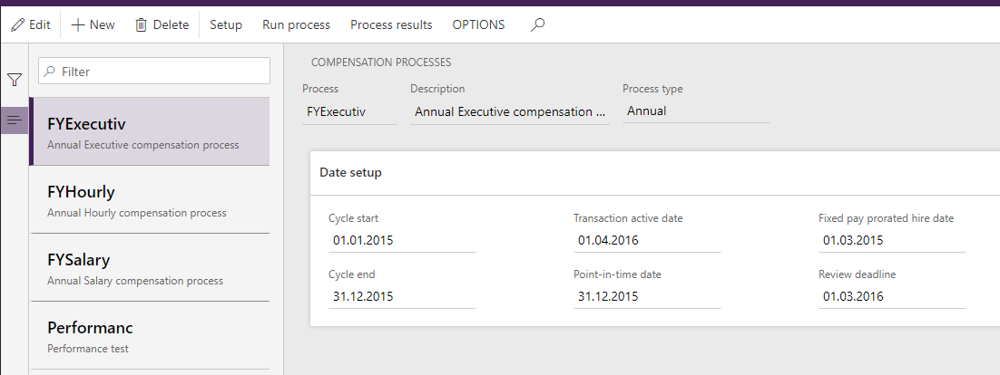 Edit New Delete Setup Run process Process results OPTIONS
Filter
FYExecutiv
Annual Executive compensation process
FYHourly
Annual Hourly compensation process
FYSalary
Annual Salary compensation process
Performanc
Performance test
COMPENSATION PROCESSES
Process Description Process type
FYExecutiv Annual Executive compensation ... Annual
Date setup
Cycle start Transaction active date Fixed pay prorated hire date
01.01.2015 01.04.2016 01.03.2015
Cycle end Point-in-time date Review deadline
31.12.2015 31.12.2015 01.03.2016